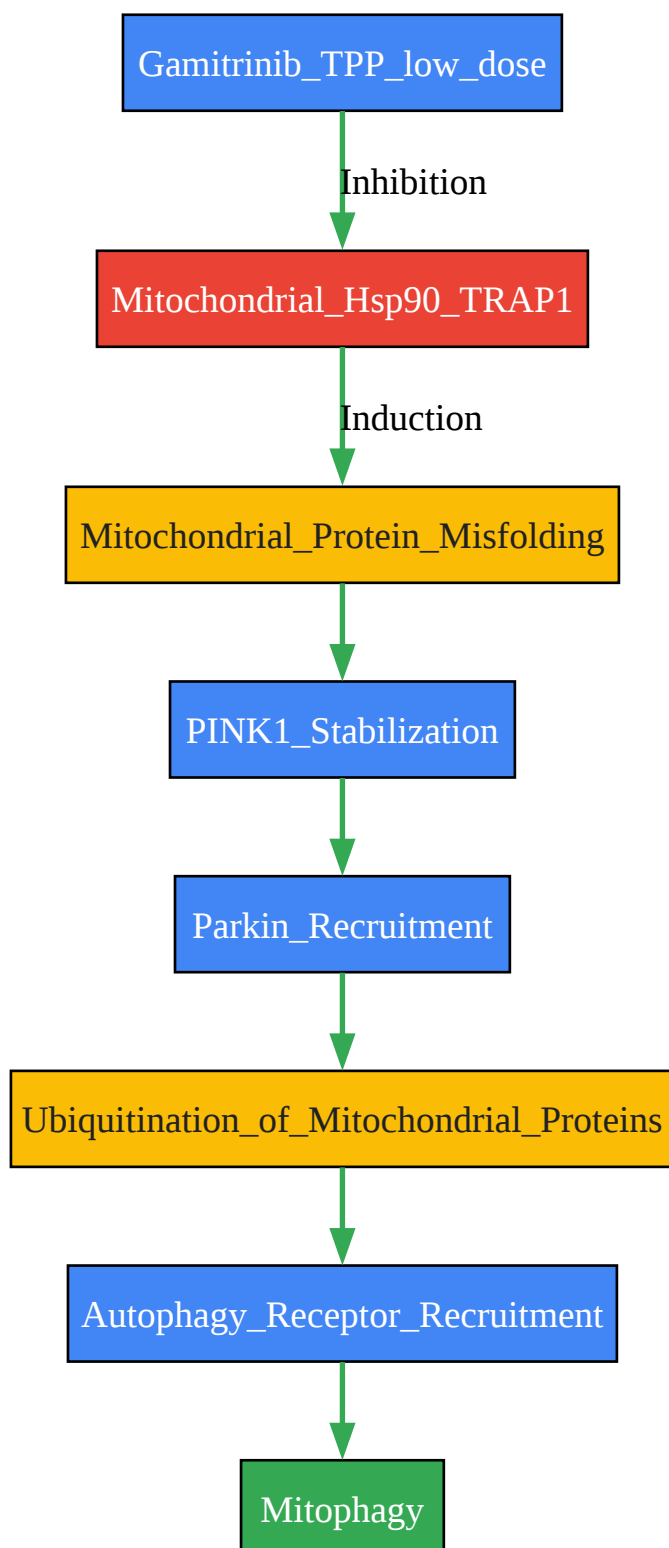 Gamitrinib_TPP_low_dose
Inhibition
Mitochondrial_Hsp90_TRAP1
Induction
Mitochondrial_Protein_Misfolding
PINK1_Stabilization
Parkin_Recruitment
Ubiquitination_of_Mitochondrial_Proteins
Autophagy_Receptor_Recruitment
Mitophagy